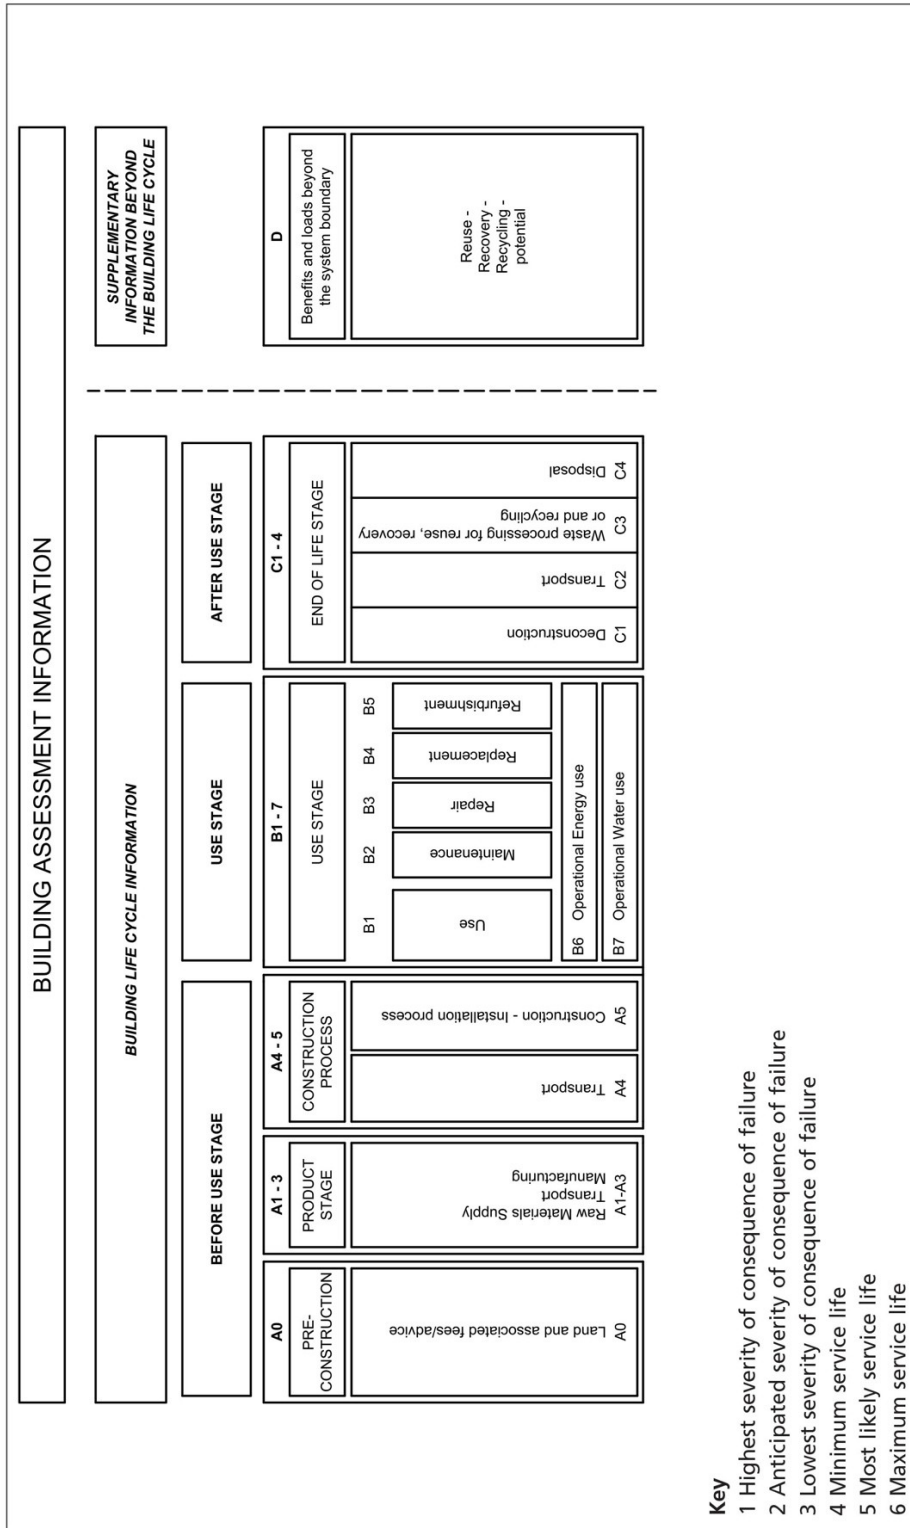 BUILDING ASSESSMENT INFORMATION
BUILDING LIFE CYCLE INFORMATION
SUPPLEMENTARY
INFORMATION BEYOND
THE BUILDING LIFE CYCLE
BEFORE USE STAGE
USE STAGE
AFTER USE STAGE
A0
PRE-
CONSTRUCTION
Land and associated fees/advice
A0
A1 - 3
PRODUCT
STAGE
Raw Materials Supply
Transport
Manufacturing
A1-A3
A4 - 5
CONSTRUCTION
PROCESS
Transport
A4
Construction - Installation process
A5
B1 - 7
USE STAGE
B1
Use
B2
Maintenance
B3
Repair
B4
Replacement
B5
Refurbishment
B6 Operational Energy use
B7 Operational Water use
C1 - 4
END OF LIFE STAGE
Deconstruction
C1
Transport
C2
Waste processing for reuse, recovery
or and recycling
C3
Disposal
C4
D
Benefits and loads beyond
the system boundary
Reuse -
Recovery -
Recycling -
potential
Key
1 Highest severity of consequence of failure
2 Anticipated severity of consequence of failure
3 Lowest severity of consequence of failure
4 Minimum service life
5 Most likely service life
6 Maximum service life